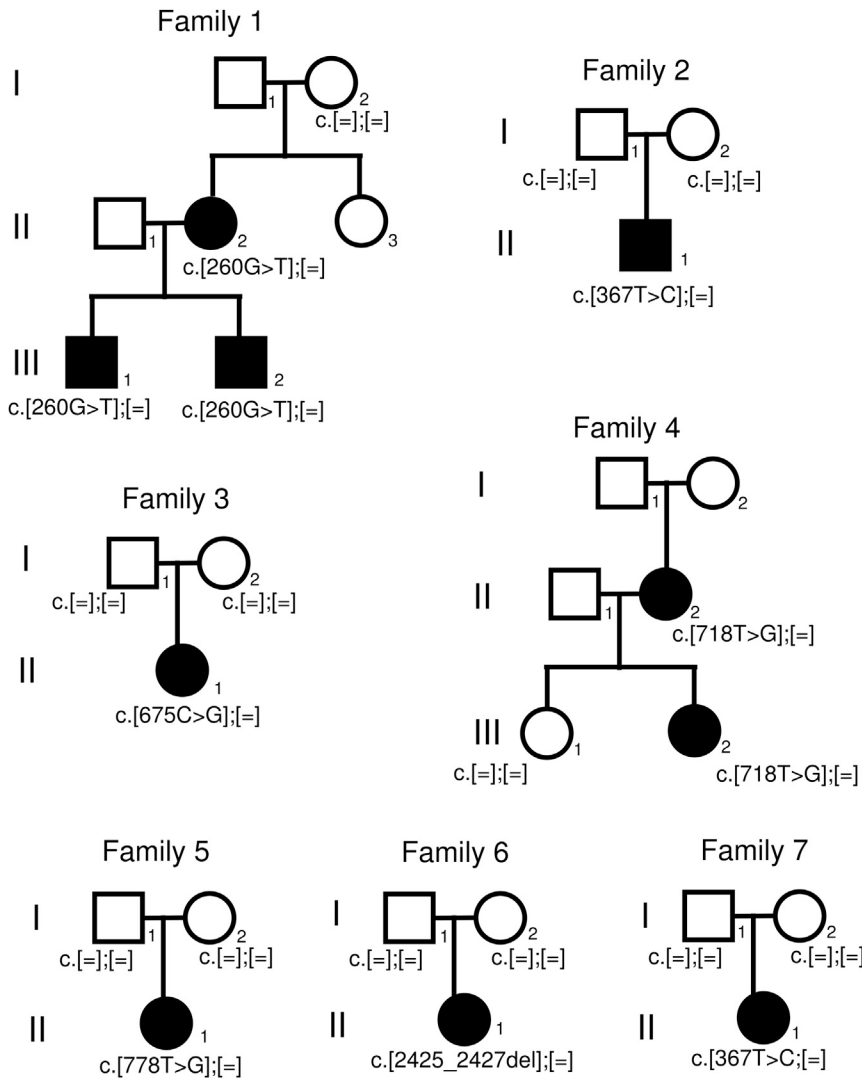 Family 1
I
1
2
c.[=];[=]
II
1
2
3
c.[260G>T];[=]
III
1
2
c.[260G>T];[=]
c.[260G>T];[=]
Family 2
I
1
2
c.[=];[=]
c.[=];[=]
II
1
c.[367T>C];[=]
Family 3
I
1
2
c.[=];[=]
c.[=];[=]
II
1
c.[675C>G];[=]
Family 4
I
1
2
II
1
2
c.[718T>G];[=]
III
1
2
c.[=];[=]
c.[718T>G];[=]
Family 5
I
1
2
c.[=];[=]
c.[=];[=]
II
1
c.[778T>G];[=]
Family 6
I
1
2
c.[=];[=]
c.[=];[=]
II
1
c.[2425_2427del];[=]
Family 7
I
1
2
c.[=];[=]
c.[=];[=]
II
1
c.[367T>C;[=]